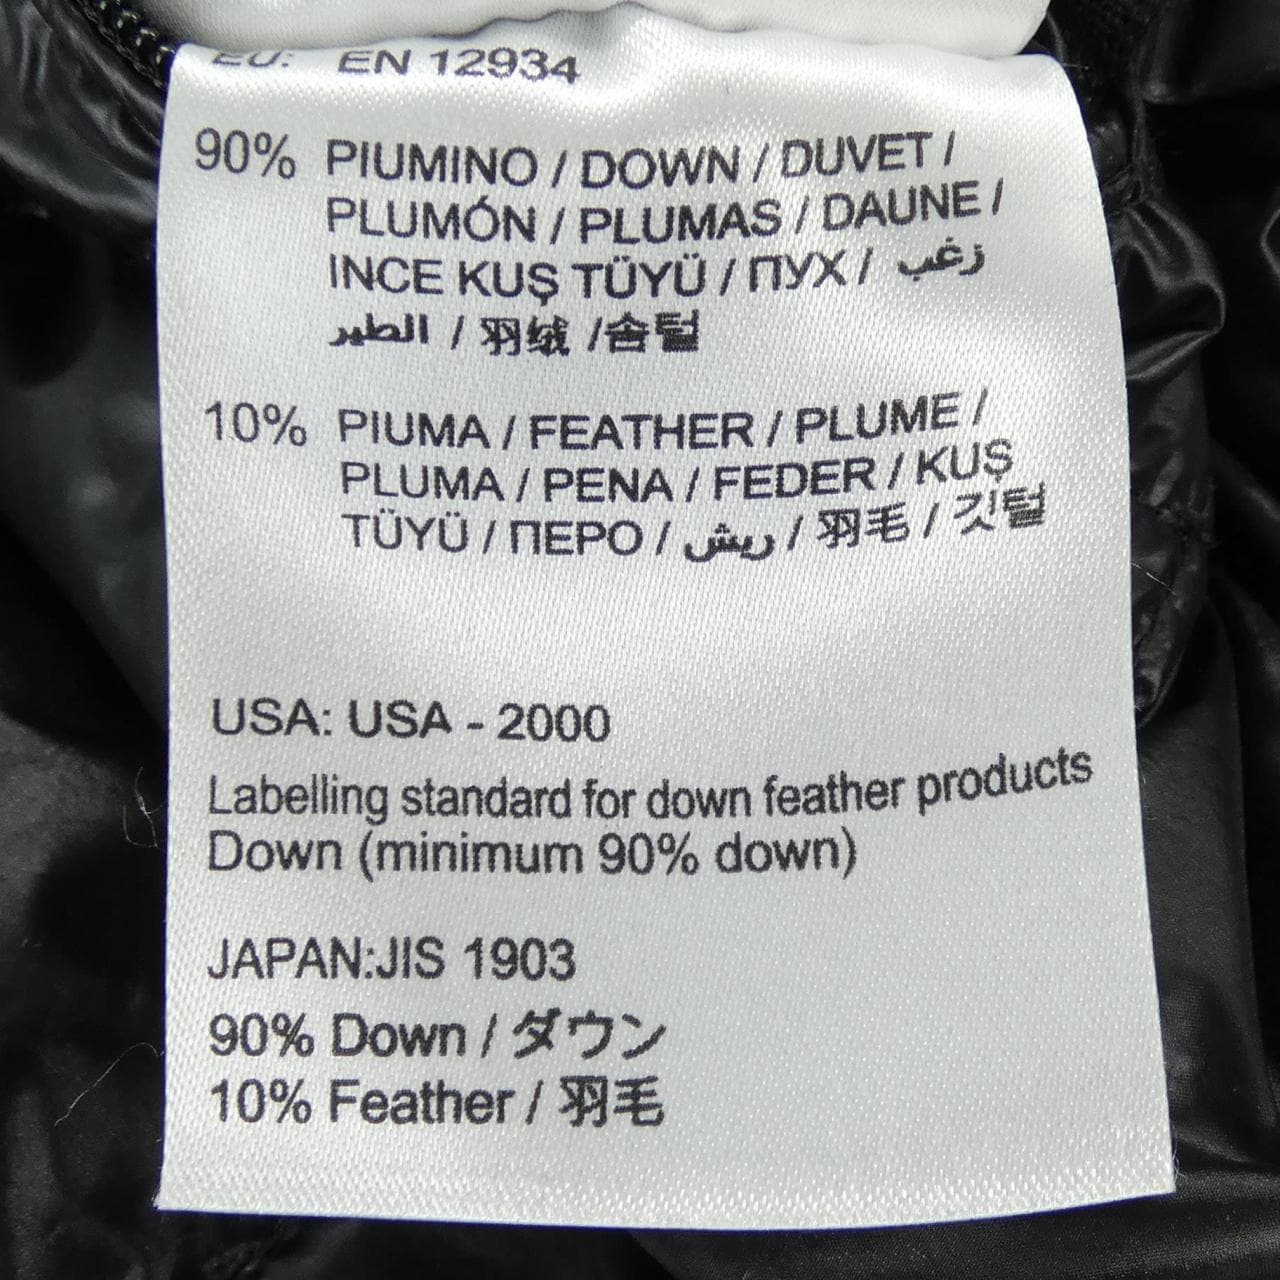 EU: EN 12934
90% PIUMINO / DOWN / DUVET /
PLUMÓN / PLUMAS / DAUNE /
INCE KUŞ TÜYÜ / ПУХ / زغب
الطير / 羽绒 /솜털
10% PIUMA / FEATHER / PLUME /
PLUMA / PENA / FEDER / KUŞ
TÜYÜ / ПЕРО / ريش / 羽毛 / 깃털
USA: USA - 2000
Labelling standard for down feather products
Down (minimum 90% down)
JAPAN:JIS 1903
90% Down / ダウン
10% Feather / 羽毛